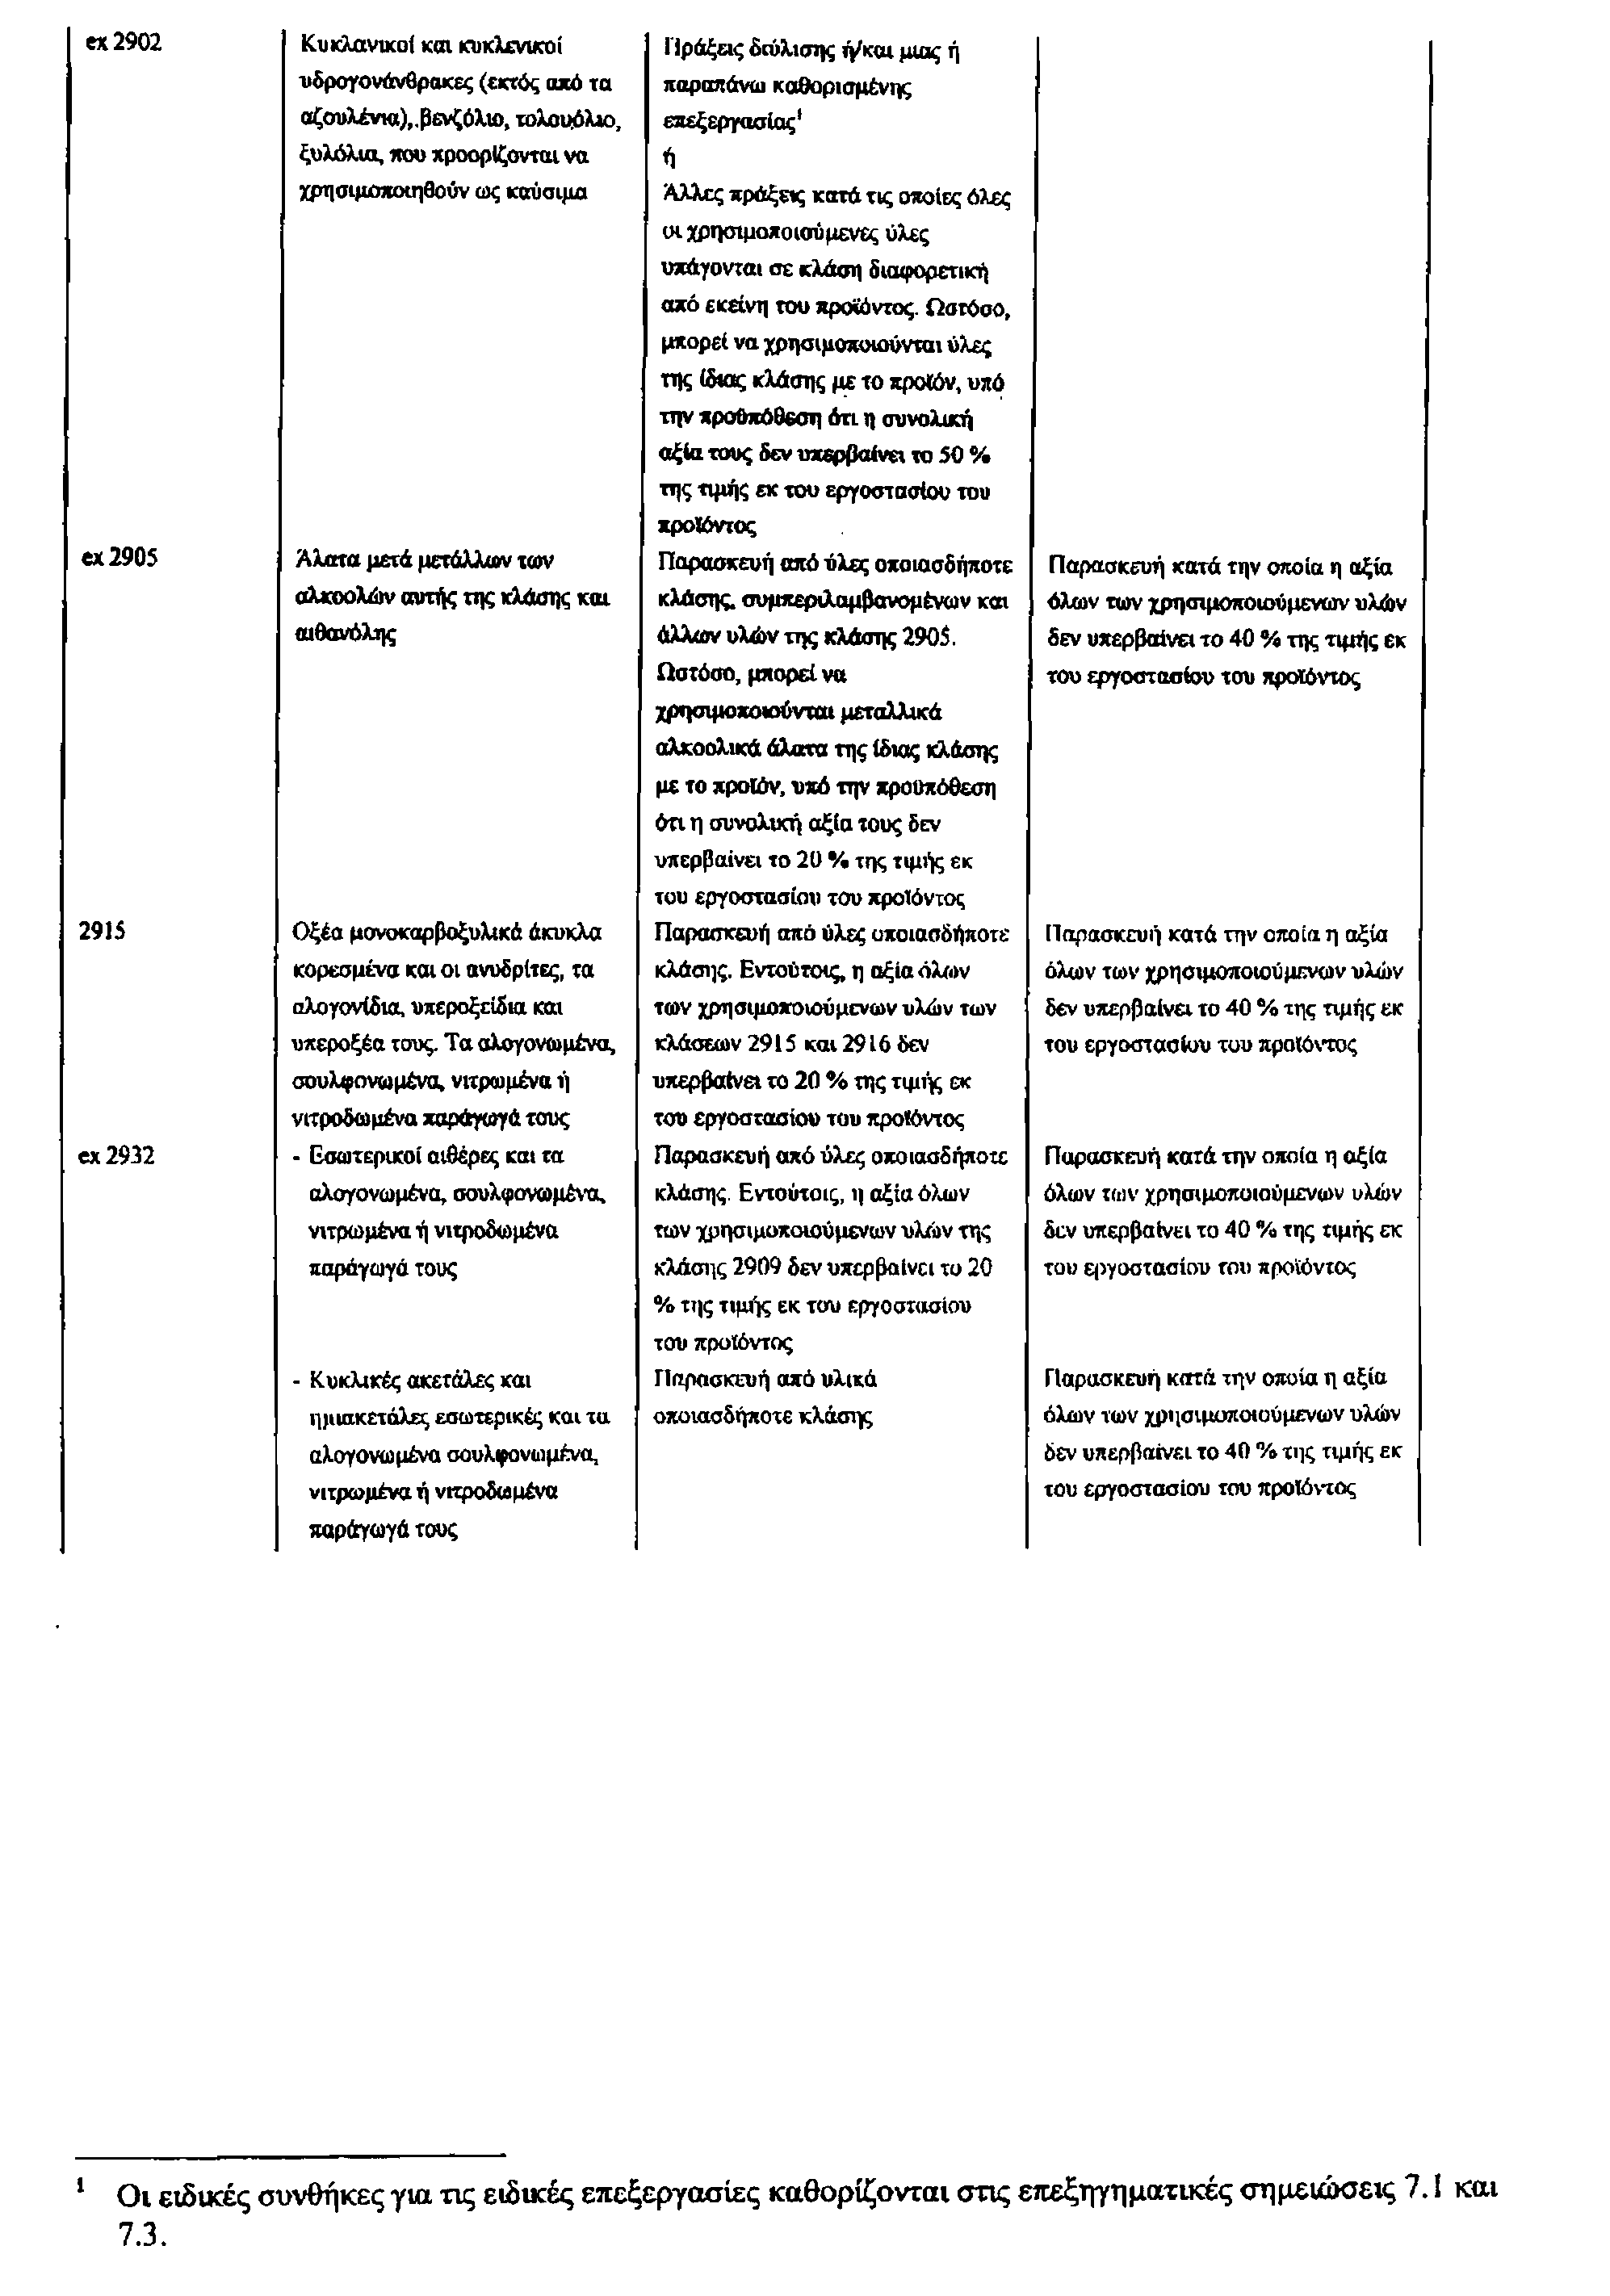 ex 2902
Κυκλανικοί και κυκλενικοί
υδρογονάνθρακες (εκτός από τα
αζουλένια), βενζόλιο, τολουόλιο,
ξυλόλια, που προορίζονται να
χρησιμοποιηθούν ως καύσιμα
Πράξεις διύλισης ή/και μιας ή
παραπάνω καθορισμένης
επεξεργασίας¹
ή
Άλλες πράξεις κατά τις οποίες όλες
οι χρησιμοποιούμενες ύλες
υπάγονται σε κλάση διαφορετική
από εκείνη του προϊόντος. Ωστόσο,
μπορεί να χρησιμοποιούνται ύλες
της ίδιας κλάσης με το προϊόν, υπό
την προϋπόθεση ότι η συνολική
αξία τους δεν υπερβαίνει το 50 %
της τιμής εκ του εργοστασίου του
προϊόντος
ex 2905
Άλατα μετά μετάλλων των
αλκοολών αυτής της κλάσης και
αιθανόλης
Παρασκευή από ύλες οποιασδήποτε
κλάσης, συμπεριλαμβανομένων και
άλλων υλών της κλάσης 2905.
Ωστόσο, μπορεί να
χρησιμοποιούνται μεταλλικά
αλκοολικά άλατα της ίδιας κλάσης
με το προϊόν, υπό την προϋπόθεση
ότι η συνολική αξία τους δεν
υπερβαίνει το 20 % της τιμής εκ
του εργοστασίου του προϊόντος
Παρασκευή κατά την οποία η αξία
όλων των χρησιμοποιούμενων υλών
δεν υπερβαίνει το 40 % της τιμής εκ
του εργοστασίου του προϊόντος
2915
Οξέα μονοκαρβοξυλικά άκυκλα
κορεσμένα και οι ανυδρίτες, τα
αλογονίδια, υπεροξείδια και
υπεροξέα τους. Τα αλογονωμένα,
σουλφονωμένα, νιτρωμένα ή
νιτροδωμένα παράγωγά τους
Παρασκευή από ύλες οποιασδήποτε
κλάσης. Εντούτοις, η αξία όλων
των χρησιμοποιούμενων υλών των
κλάσεων 2915 και 2916 δεν
υπερβαίνει το 20 % της τιμής εκ
του εργοστασίου του προϊόντος
Παρασκευή κατά την οποία η αξία
όλων των χρησιμοποιούμενων υλών
δεν υπερβαίνει το 40 % της τιμής εκ
του εργοστασίου του προϊόντος
ex 2932
- Εσωτερικοί αιθέρες και τα
αλογονωμένα, σουλφονωμένα,
νιτρωμένα ή νιτροδωμένα
παράγωγά τους
Παρασκευή από ύλες οποιασδήποτε
κλάσης. Εντούτοις, η αξία όλων
των χρησιμοποιούμενων υλών της
κλάσης 2909 δεν υπερβαίνει το 20
% της τιμής εκ του εργοστασίου
του προϊόντος
Παρασκευή κατά την οποία η αξία
όλων των χρησιμοποιούμενων υλών
δεν υπερβαίνει το 40 % της τιμής εκ
του εργοστασίου του προϊόντος
- Κυκλικές ακετάλες και
ημιακετάλες εσωτερικές και τα
αλογονωμένα σουλφονωμένα,
νιτρωμένα ή νιτροδωμένα
παράγωγά τους
Παρασκευή από υλικά
οποιασδήποτε κλάσης
Παρασκευή κατά την οποία η αξία
όλων των χρησιμοποιούμενων υλών
δεν υπερβαίνει το 40 % της τιμής εκ
του εργοστασίου του προϊόντος
¹ Οι ειδικές συνθήκες για τις ειδικές επεξεργασίες καθορίζονται στις επεξηγηματικές σημειώσεις 7.1 και
7.3.